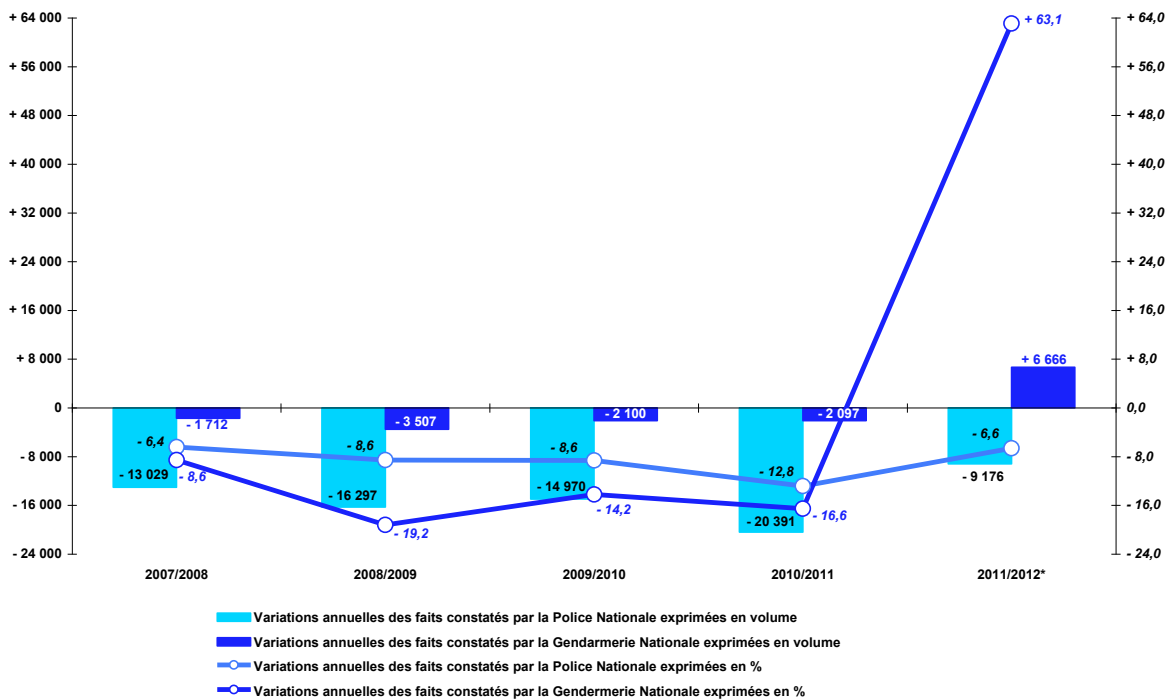 + 64 000
+ 56 000
+ 48 000
+ 40 000
+ 32 000
+ 24 000
+ 16 000
+ 8 000
0
- 8 000
- 16 000
- 24 000
+ 64,0
+ 56,0
+ 48,0
+ 40,0
+ 32,0
+ 24,0
+ 16,0
+ 8,0
0,0
- 8,0
- 16,0
- 24,0
+ 63,1
+ 6 666
- 1 712
- 3 507
- 2 100
- 2 097
- 6,4
- 8,6
- 8,6
- 12,8
- 6,6
- 13 029
- 16 297
- 14 970
- 20 391
- 9 176
- 8,6
- 19,2
- 14,2
- 16,6
2007/2008
2008/2009
2009/2010
2010/2011
2011/2012*
Variations annuelles des faits constatés par la Police Nationale exprimées en volume
Variations annuelles des faits constatés par la Gendarmerie Nationale exprimées en volume
Variations annuelles des faits constatés par la Police Nationale exprimées en %
Variations annuelles des faits constatés par la Gendermerie Nationale exprimées en %